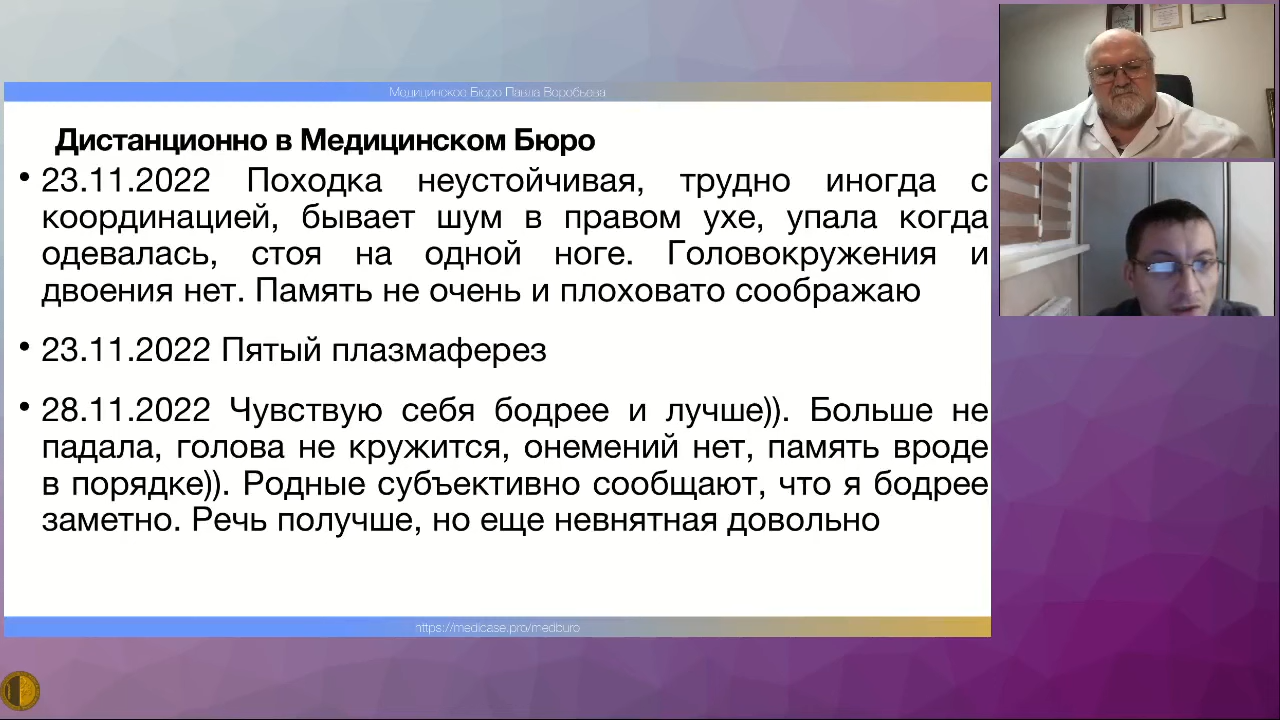 Медицинское Бюро Павла Воробьева
Дистанционно в Медицинском Бюро
• 23.11.2022 Походка неустойчивая, трудно иногда с
координацией, бывает шум в правом ухе, упала когда
одевалась, стоя на одной ноге. Головокружения и
двоения нет. Память не очень и плоховато соображаю
• 23.11.2022 Пятый плазмаферез
• 28.11.2022 Чувствую себя бодрее и лучше)). Больше не
падала, голова не кружится, онемений нет, память вроде
в порядке)). Родные субъективно сообщают, что я бодрее
заметно. Речь получше, но еще невнятная довольно
https://medicase.pro/medburo